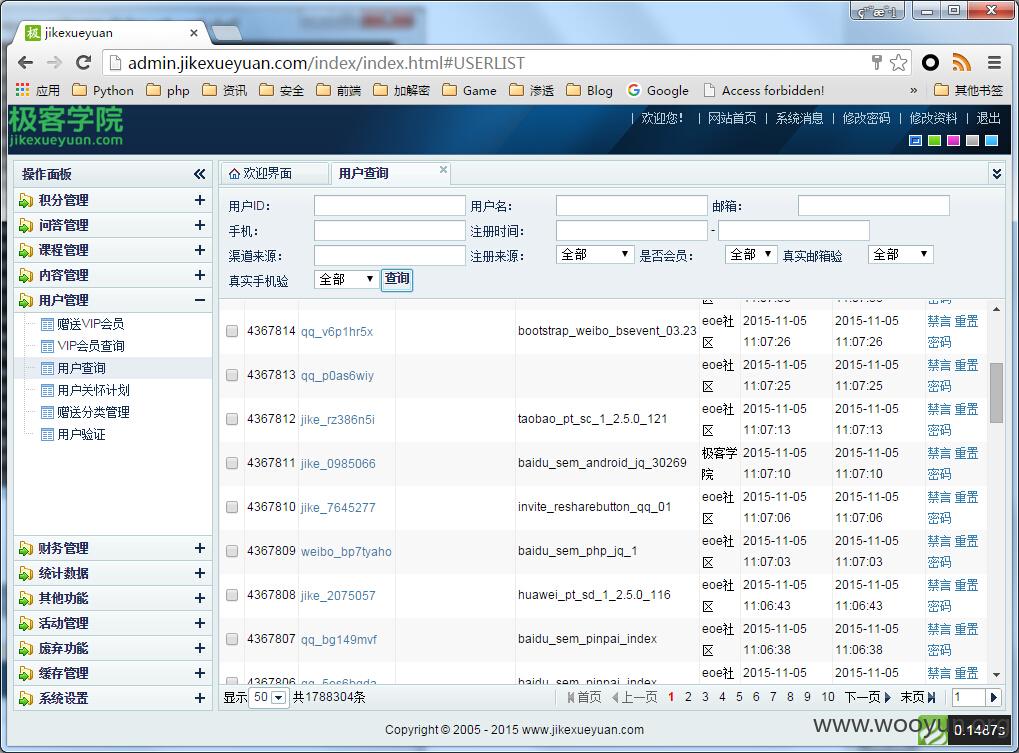 jikexueyuan
admin.jikexueyuan.com/index/index.html#USERLIST
应用 Python php 资讯 安全 前端 加解密 Game 渗透 Blog Google Access forbidden! » 其他书签
极客学院
jikexueyuan.com
| 欢迎您! | 网站首页 | 系统消息 | 修改密码 | 修改资料 | 退出
操作面板
积分管理
问答管理
课程管理
内容管理
用户管理
赠送VIP会员
VIP会员查询
用户查询
用户关怀计划
赠送分类管理
用户验证
财务管理
统计数据
其他功能
活动管理
废弃功能
缓存管理
系统设置
欢迎界面 用户查询
用户ID: 用户名: 邮箱:
手机: 注册时间: -
渠道来源: 注册来源: 全部 是否会员: 全部 真实邮箱验 全部
真实手机验 全部 查询
4367814 qq_v6p1hr5x bootstrap_weibo_bsevent_03.23 eoe社 2015-11-05 2015-11-05 禁言 重置
区 11:07:26 11:07:26 密码
4367813 qq_p0as6wiy eoe社 2015-11-05 2015-11-05 禁言 重置
区 11:07:25 11:07:25 密码
4367812 jike_rz386n5i taobao_pt_sc_1_2.5.0_121 eoe社 2015-11-05 2015-11-05 禁言 重置
区 11:07:13 11:07:13 密码
4367811 jike_0985066 baidu_sem_android_jq_30269 极客学 2015-11-05 2015-11-05 禁言 重置
院 11:07:10 11:07:10 密码
4367810 jike_7645277 invite_resharebutton_qq_01 eoe社 2015-11-05 2015-11-05 禁言 重置
区 11:07:06 11:07:06 密码
4367809 weibo_bp7tyaho baidu_sem_php_jq_1 eoe社 2015-11-05 2015-11-05 禁言 重置
区 11:07:03 11:07:03 密码
4367808 jike_2075057 huawei_pt_sd_1_2.5.0_116 eoe社 2015-11-05 2015-11-05 禁言 重置
区 11:06:43 11:06:43 密码
4367807 qq_bg149mvf baidu_sem_pinpai_index eoe社 2015-11-05 2015-11-05 禁言 重置
区 11:06:38 11:06:38 密码
4367806 baidu_sem_pinpai_index eoe社 2015-11-05 2015-11-05 禁言 重置
显示 50 共1788304条 首页 上一页 1 2 3 4 5 6 7 8 9 10 下一页 末页 1
Copyright © 2005 - 2015 www.jikexueyuan.com
www.wooyun.org
0.1487s